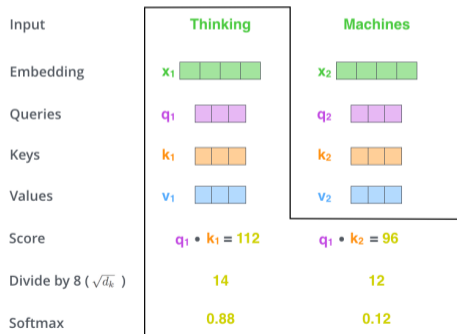 Input Thinking Machines
Embedding x₁ x₂
Queries q₁ q₂
Keys k₁ k₂
Values v₁ v₂
Score q₁ • k₁ = 112 q₁ • k₂ = 96
Divide by 8 ( √dₖ ) 14 12
Softmax 0.88 0.12